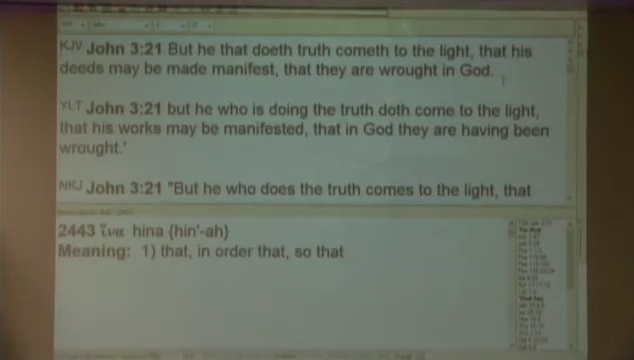 KJV John 3:21 But he that doeth truth cometh to the light, that his
deeds may be made manifest, that they are wrought in God.
YLT John 3:21 but he who is doing the truth doth come to the light,
that his works may be manifested, that in God they are having been
wrought.'
NKJ John 3:21 "But he who does the truth comes to the light, that
2443 ἵνα hina {hin'-ah}
Meaning: 1) that, in order that, so that